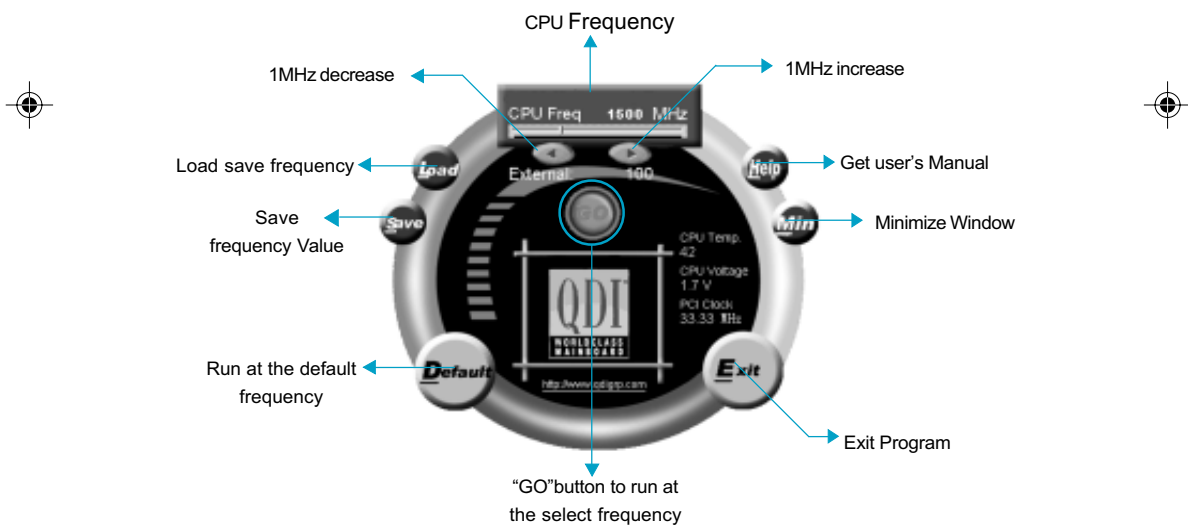 CPU Frequency
1MHz decrease
1MHz increase
CPU Freq 1500 MHz
Load save frequency
Load
External: 100
Help
Get user's Manual
Save
frequency Value
Save
GO
Min
Minimize Window
CPU Temp.
42
CPU Voltage
1.7 V
PCI Clock
33.33 MHz
QDI
WORLDCLASS
MAINBOARD
Run at the default
frequency
Default
Exit
http://www.qdigrp.com
Exit Program
“GO”button to run at
the select frequency